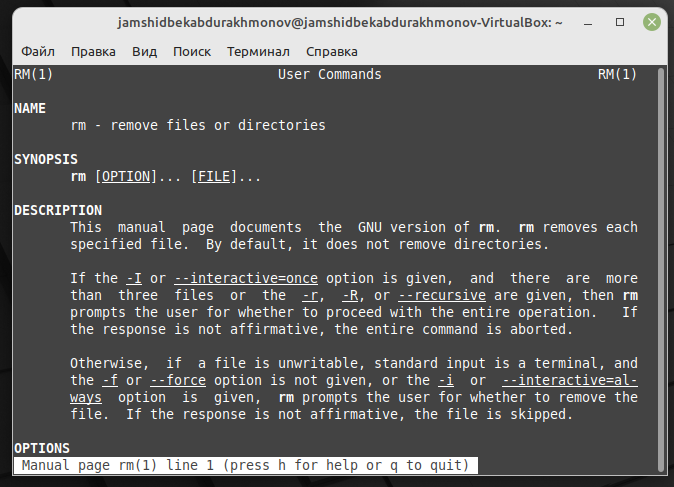 jamshidbekabdurakhmonov@jamshidbekabdurakhmonov-VirtualBox: ~
Файл Правка Вид Поиск Терминал Справка
RM(1) User Commands RM(1)
NAME
rm - remove files or directories
SYNOPSIS
rm [OPTION]... [FILE]...
DESCRIPTION
This manual page documents the GNU version of rm. rm removes each
specified file. By default, it does not remove directories.
If the -I or --interactive=once option is given, and there are more
than three files or the -r, -R, or --recursive are given, then rm
prompts the user for whether to proceed with the entire operation. If
the response is not affirmative, the entire command is aborted.
Otherwise, if a file is unwritable, standard input is a terminal, and
the -f or --force option is not given, or the -i or --interactive=al-
ways option is given, rm prompts the user for whether to remove the
file. If the response is not affirmative, the file is skipped.
OPTIONS
Manual page rm(1) line 1 (press h for help or q to quit)